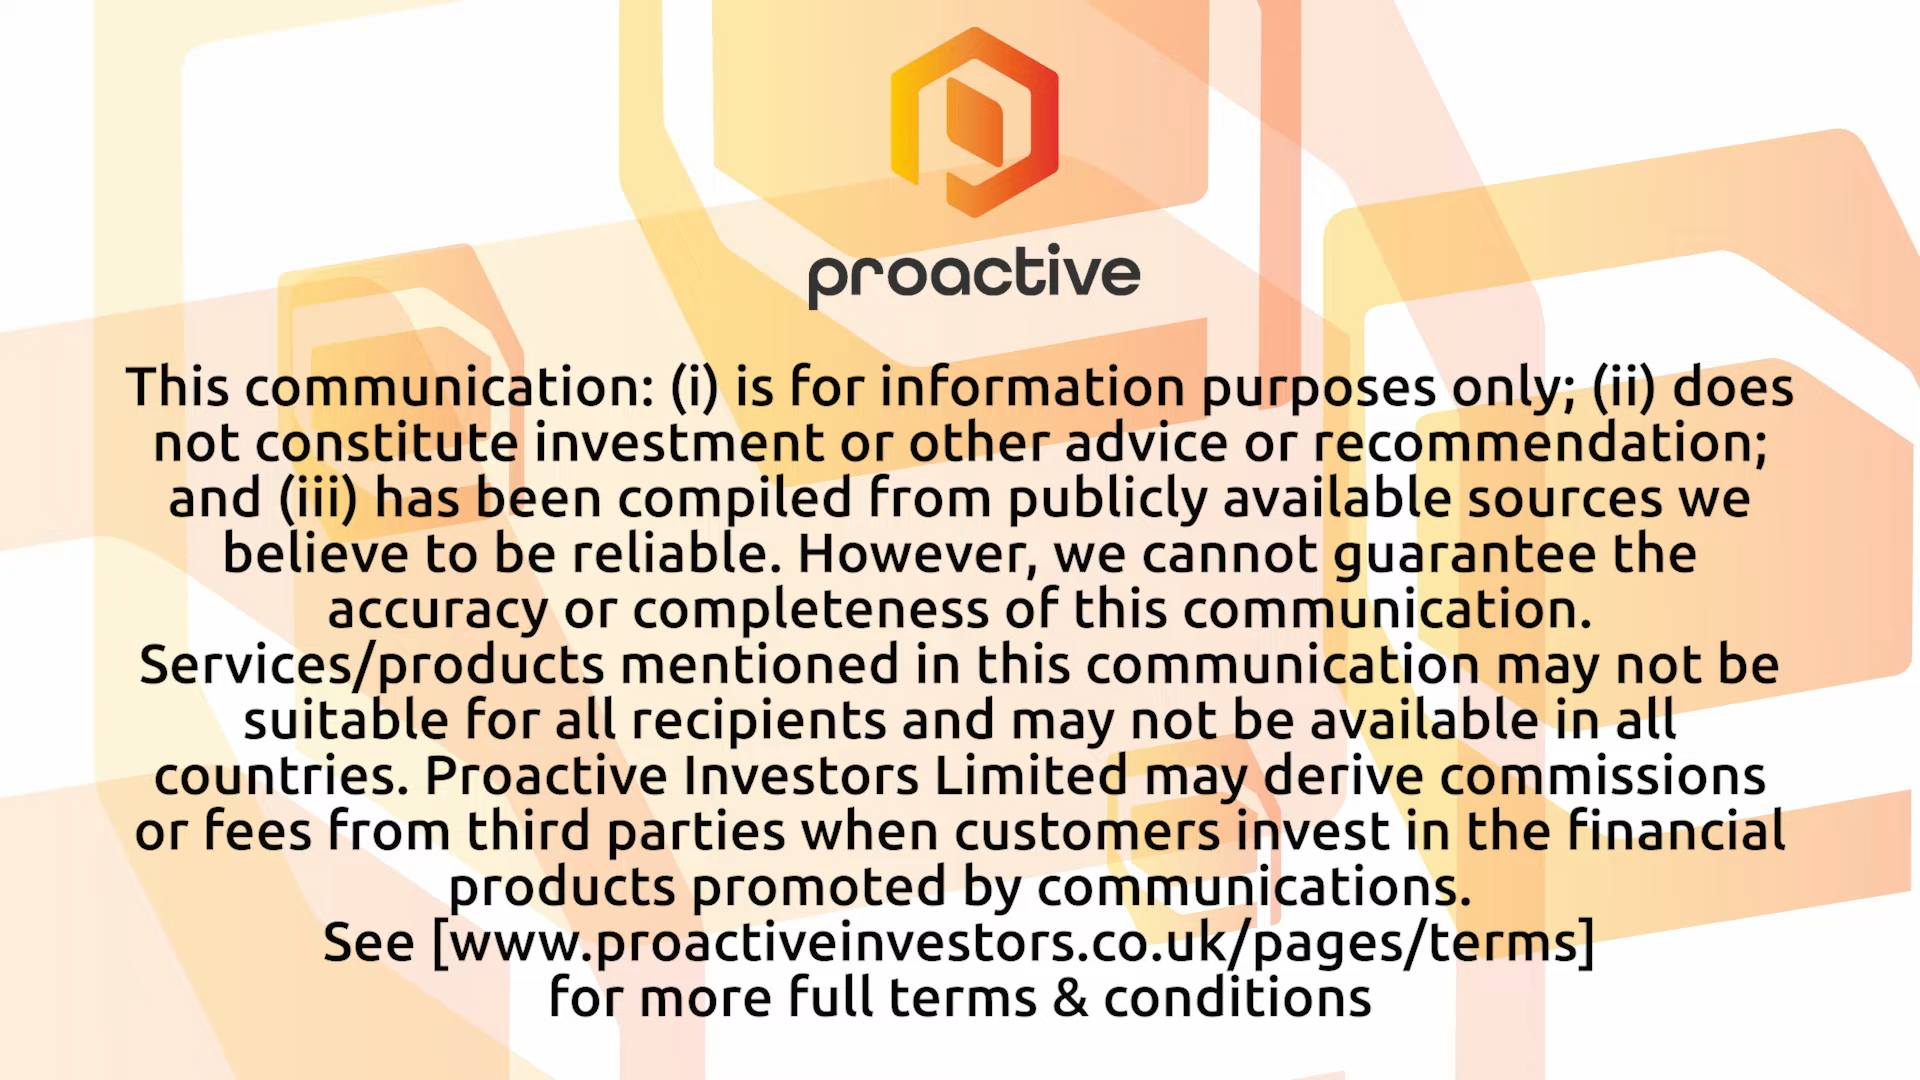 proactive
This communication: (i) is for information purposes only; (ii) does
not constitute investment or other advice or recommendation;
and (iii) has been compiled from publicly available sources we
believe to be reliable. However, we cannot guarantee the
accuracy or completeness of this communication.
Services/products mentioned in this communication may not be
suitable for all recipients and may not be available in all
countries. Proactive Investors Limited may derive commissions
or fees from third parties when customers invest in the financial
products promoted by communications.
See [www.proactiveinvestors.co.uk/pages/terms]
for more full terms & conditions